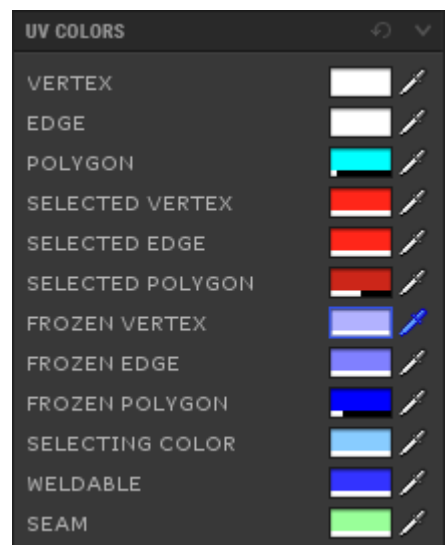 UV COLORS
VERTEX
EDGE
POLYGON
SELECTED VERTEX
SELECTED EDGE
SELECTED POLYGON
FROZEN VERTEX
FROZEN EDGE
FROZEN POLYGON
SELECTING COLOR
WELDABLE
SEAM